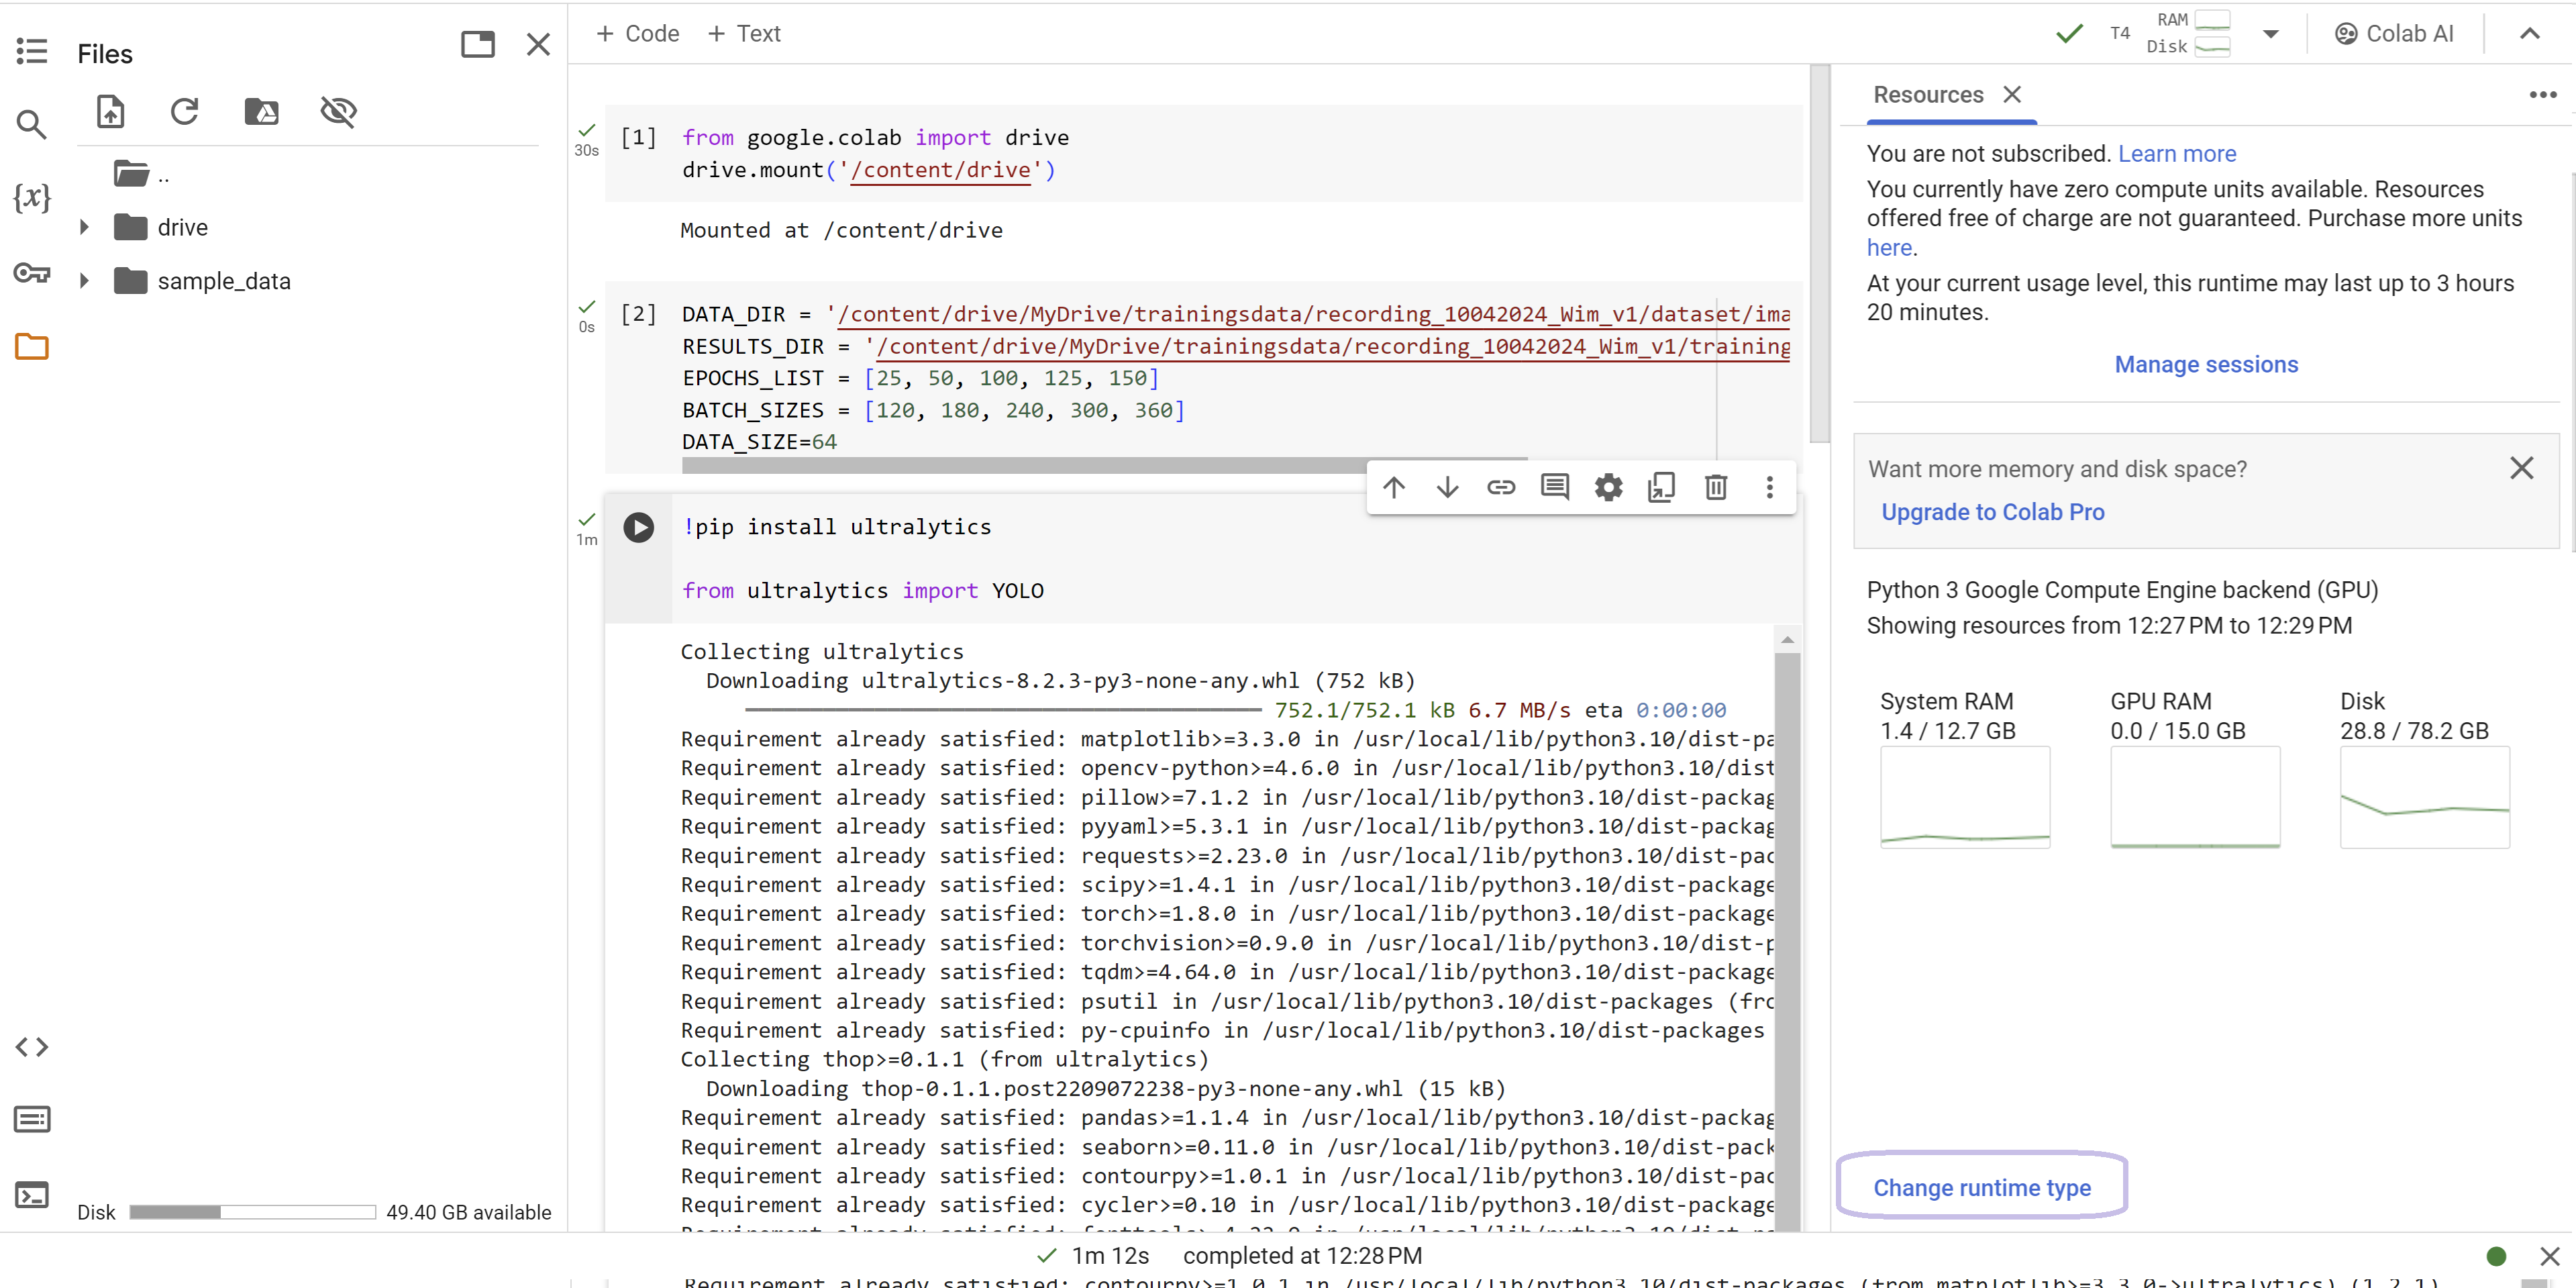 Files
.. 
drive
sample_data
Disk
49.40 GB available
+ Code + Text
T4
RAM
Disk
Colab AI
30s
[1] from google.colab import drive
drive.mount('/content/drive')
Mounted at /content/drive
0s
[2] DATA_DIR = '/content/drive/MyDrive/trainingsdata/recording_10042024_Wim_v1/dataset/ima
RESULTS_DIR = '/content/drive/MyDrive/trainingsdata/recording_10042024_Wim_v1/training
EPOCHS_LIST = [25, 50, 100, 125, 150]
BATCH_SIZES = [120, 180, 240, 300, 360]
DATA_SIZE=64
1m
!pip install ultralytics
from ultralytics import YOLO
Collecting ultralytics
Downloading ultralytics-8.2.3-py3-none-any.whl (752 kB)
752.1/752.1 kB 6.7 MB/s eta 0:00:00
Requirement already satisfied: matplotlib>=3.3.0 in /usr/local/lib/python3.10/dist-pa
Requirement already satisfied: opencv-python>=4.6.0 in /usr/local/lib/python3.10/dist
Requirement already satisfied: pillow>=7.1.2 in /usr/local/lib/python3.10/dist-packag
Requirement already satisfied: pyyaml>=5.3.1 in /usr/local/lib/python3.10/dist-packag
Requirement already satisfied: requests>=2.23.0 in /usr/local/lib/python3.10/dist-pac
Requirement already satisfied: scipy>=1.4.1 in /usr/local/lib/python3.10/dist-package
Requirement already satisfied: torch>=1.8.0 in /usr/local/lib/python3.10/dist-package
Requirement already satisfied: torchvision>=0.9.0 in /usr/local/lib/python3.10/dist-p
Requirement already satisfied: tqdm>=4.64.0 in /usr/local/lib/python3.10/dist-packag
Requirement already satisfied: psutil in /usr/local/lib/python3.10/dist-packages (fro
Requirement already satisfied: py-cpuinfo in /usr/local/lib/python3.10/dist-packages
Collecting thop>=0.1.1 (from ultralytics)
Downloading thop-0.1.1.post2209072238-py3-none-any.whl (15 kB)
Requirement already satisfied: pandas>=1.1.4 in /usr/local/lib/python3.10/dist-packag
Requirement already satisfied: seaborn>=0.11.0 in /usr/local/lib/python3.10/dist-pack
Requirement already satisfied: contourpy>=1.0.1 in /usr/local/lib/python3.10/dist-pac
Requirement already satisfied: cycler>=0.10 in /usr/local/lib/python3.10/dist-package
Resources
You are not subscribed. Learn more
You currently have zero compute units available. Resources
offered free of charge are not guaranteed. Purchase more units
here.
At your current usage level, this runtime may last up to 3 hours
20 minutes.
Manage sessions
Want more memory and disk space?
Upgrade to Colab Pro
Python 3 Google Compute Engine backend (GPU)
Showing resources from 12:27 PM to 12:29 PM
System RAM
1.4 / 12.7 GB
GPU RAM
0.0 / 15.0 GB
Disk
28.8 / 78.2 GB
Change runtime type
1m 12s completed at 12:28 PM
Requirement already satisfied: contourpy>=1.0.1 in /usr/local/lib/python3.10/dist-packages (from matplotlib>=3.3.0->ultralytics) (1.2.1)